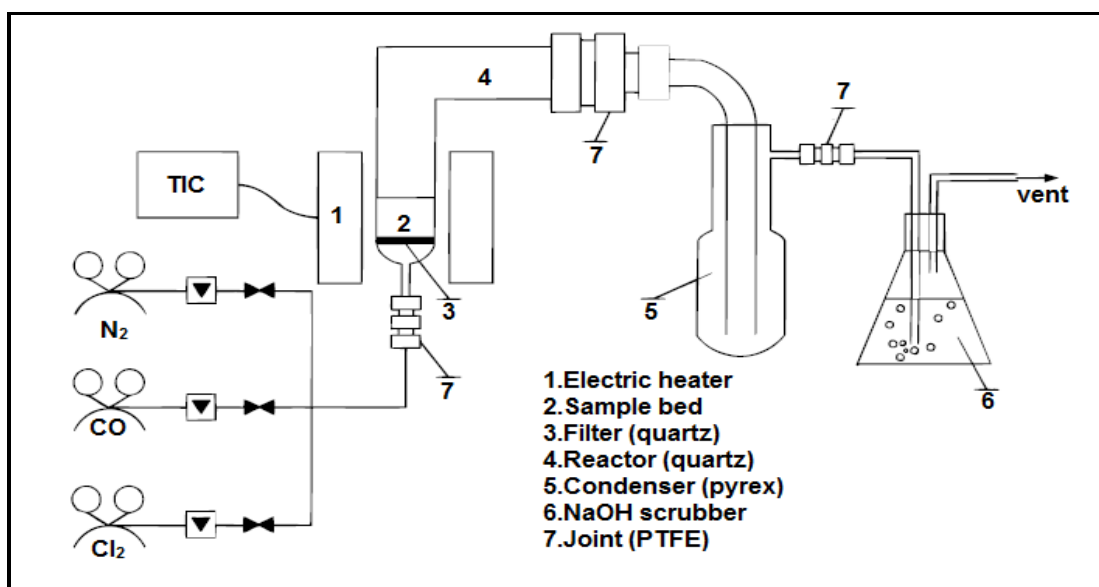 4
7
7
TIC
1
2
vent
3
N₂
5
7
CO
6
Cl₂
1.Electric heater
2.Sample bed
3.Filter (quartz)
4.Reactor (quartz)
5.Condenser (pyrex)
6.NaOH scrubber
7.Joint (PTFE)